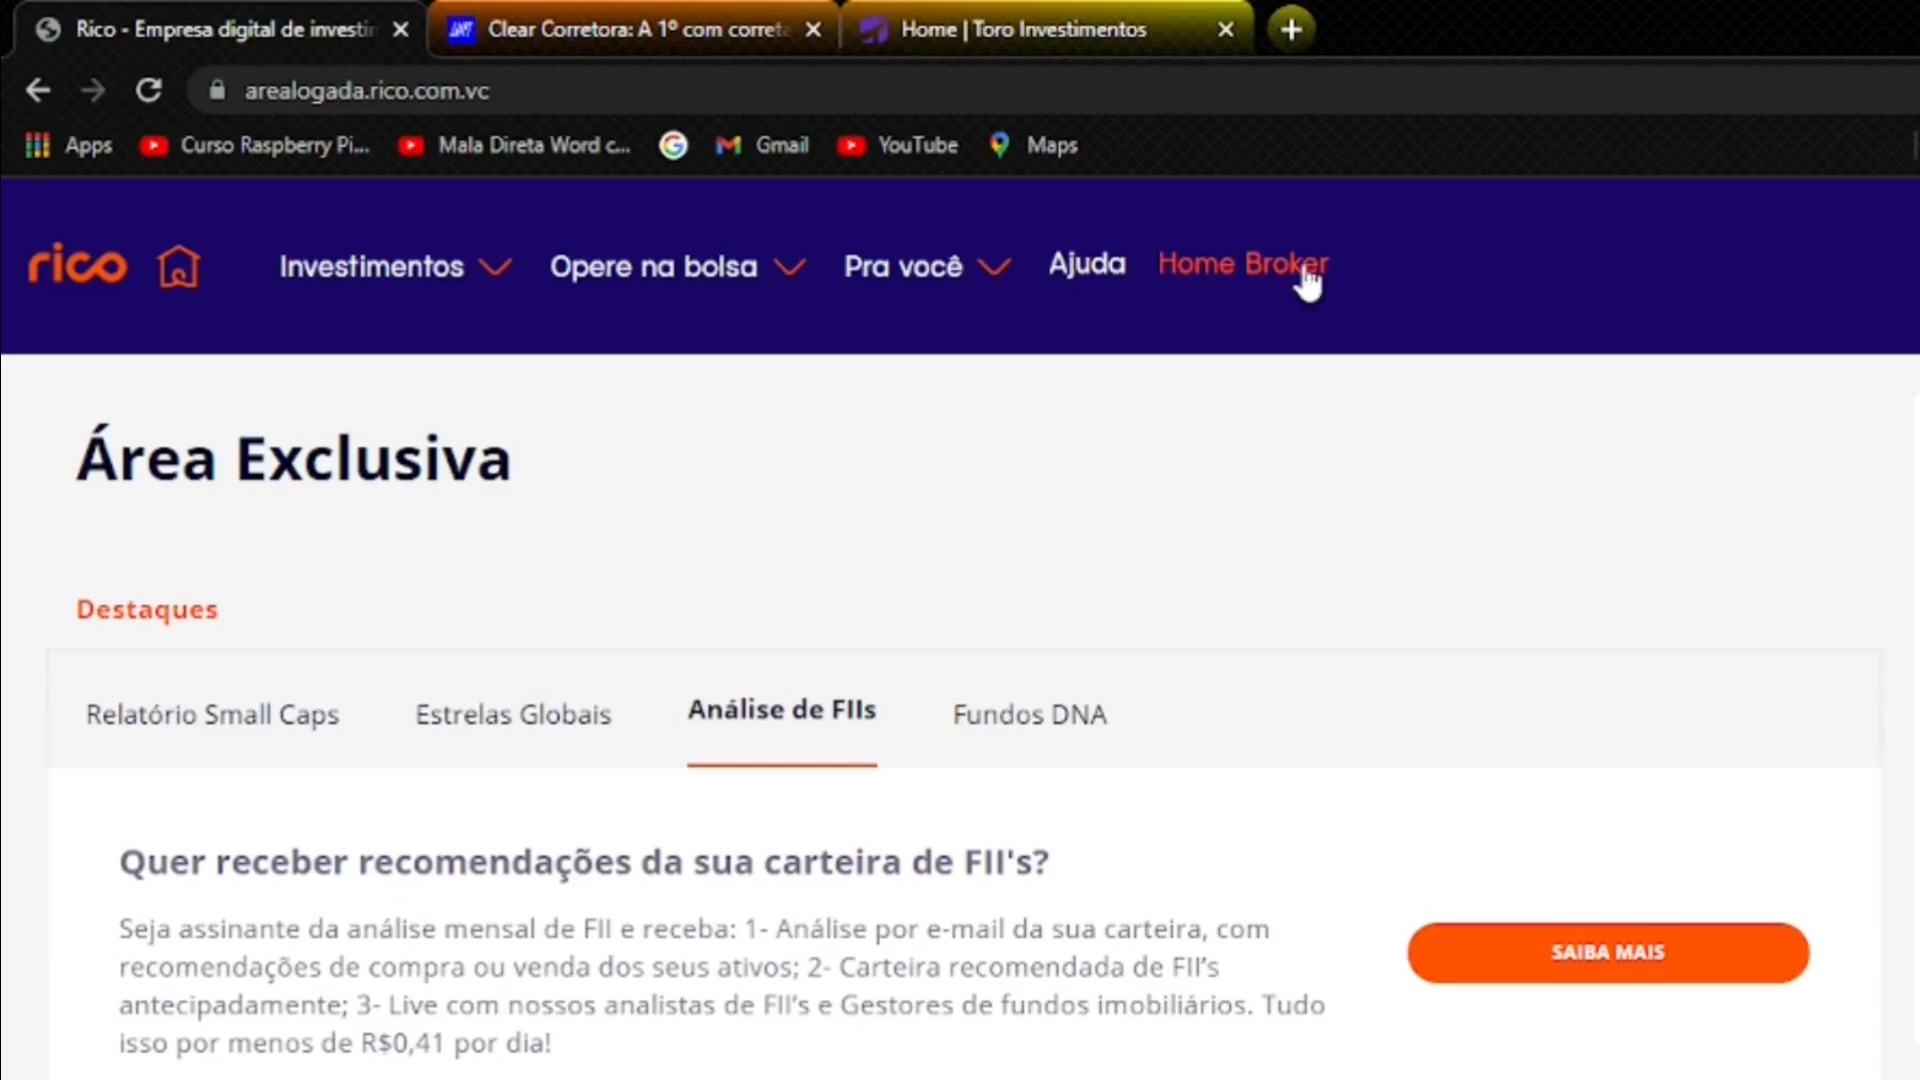 Rico - Empresa digital de investi
Clear Corretora: A 1º com correta
Home | Toro Investimentos
arealogada.rico.com.vc
Apps
Curso Raspberry Pi...
Mala Direta Word c...
Gmail
YouTube
Maps
rico
Investimentos
Opere na bolsa
Pra você
Ajuda
Home Broker
Área Exclusiva
Destaques
Relatório Small Caps
Estrelas Globais
Análise de FIIs
Fundos DNA
Quer receber recomendações da sua carteira de FII's?
Seja assinante da análise mensal de FII e receba: 1- Análise por e-mail da sua carteira, com
recomendações de compra ou venda dos seus ativos; 2- Carteira recomendada de FII’s
antecipadamente; 3- Live com nossos analistas de FII’s e Gestores de fundos imobiliários. Tudo
isso por menos de R$0,41 por dia!
SAIBA MAIS